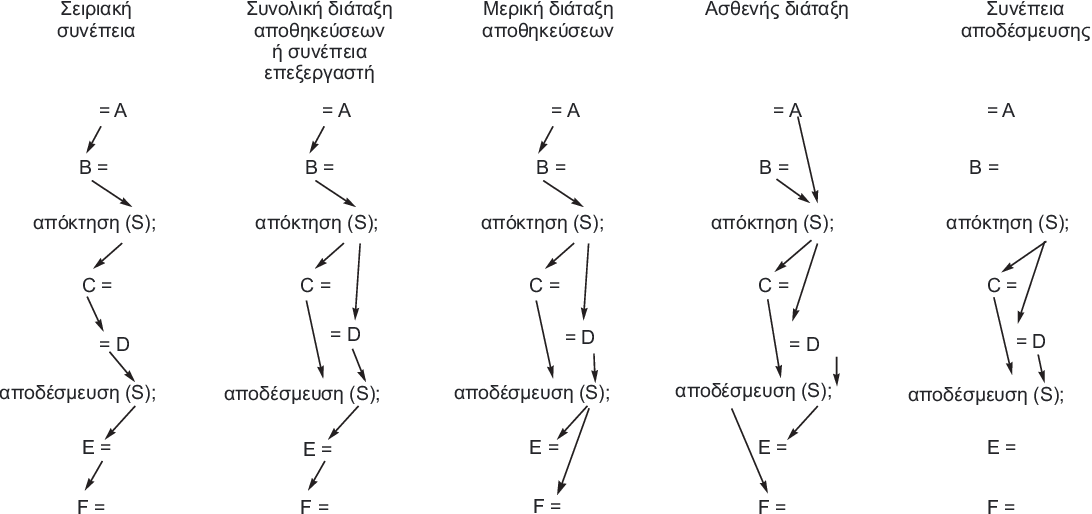 Σειριακή
συνέπεια
= A
B =
απόκτηση (S);
C =
= D
αποδέσμευση (S);
E =
F =
Συνολική διάταξη
αποθηκεύσεων
ή συνέπεια
επεξεργαστή
= A
B =
απόκτηση (S);
C =
= D
αποδέσμευση (S);
E =
F =
Μερική διάταξη
αποθηκεύσεων
= A
B =
απόκτηση (S);
C =
= D
αποδέσμευση (S);
E =
F =
Ασθενής διάταξη
= A
B =
απόκτηση (S);
C =
= D
αποδέσμευση (S);
E =
F =
Συνέπεια
αποδέσμευσης
= A
B =
απόκτηση (S);
C =
= D
αποδέσμευση (S);
E =
F =